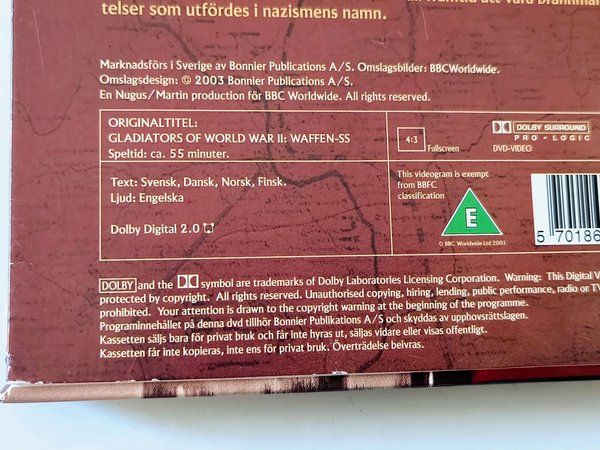 telser som utfördes i nazismens namn.
Marknadsförs i Sverige av Bonnier Publications A/S. Omslagsbilder: BBCWorldwide.
Omslagsdesign: © 2003 Bonnier Publications A/S.
En Nugus/Martin production för BBC Worldwide. All rights reserved.
ORIGINALTITEL:
GLADIATORS OF WORLD WAR II: WAFFEN-SS
Speltid: ca. 55 minuter.
4:3
Fullscreen
DOLBY SURROUND
PRO-LOGIC
DVD-VIDEO
Text: Svensk, Dansk, Norsk, Finsk.
Ljud: Engelska
Dolby Digital 2.0
This videogram is exempt
from BBFC
classification
E
© BBC Worldwide Ltd 2001
5 70186
DOLBY and the symbol are trademarks of Dolby Laboratories Licensing Corporation. Warning: This Digital
protected by copyright. All rights reserved. Unauthorised copying, hiring, lending, public performance, radio or
prohibited. Your attention is drawn to the copyright warning at the beginning of the programme.
Programinnehållet på denna dvd tillhör Bonnier Publikations A/S och skyddas av upphovsrättslagen.
Kassetten säljs bara för privat bruk och får inte hyras ut, säljas vidare eller visas offentligt.
Kassetten får inte kopieras, inte ens för privat bruk. Överträdelse beivras.